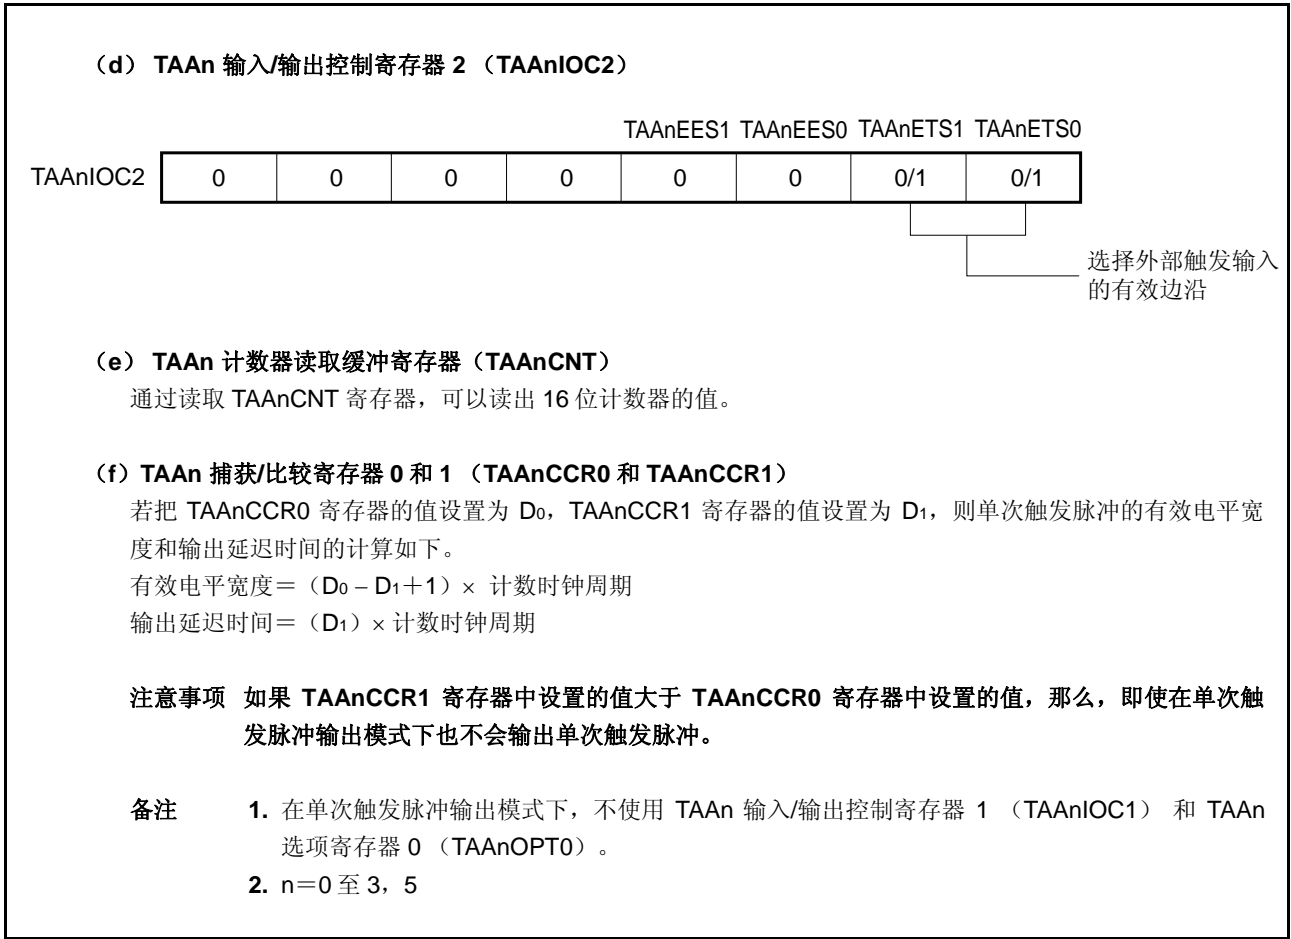 （d） TAAn 输入/输出控制寄存器 2 （TAAnIOC2）
TAAnEES1 TAAnEES0 TAAnETS1 TAAnETS0
TAAnIOC2 0 0 0 0 0 0 0/1 0/1
选择外部触发输入
的有效边沿
（e） TAAn 计数器读取缓冲寄存器（TAAnCNT）
通过读取 TAAnCNT 寄存器，可以读出 16 位计数器的值。
（f）TAAn 捕获/比较寄存器 0 和 1 （TAAnCCR0 和 TAAnCCR1）
若把 TAAnCCR0 寄存器的值设置为 D0，TAAnCCR1 寄存器的值设置为 D1，则单次触发脉冲的有效电平宽
度和输出延迟时间的计算如下。
有效电平宽度＝（D0 – D1＋1）× 计数时钟周期
输出延迟时间＝（D1）× 计数时钟周期
注意事项 如果 TAAnCCR1 寄存器中设置的值大于 TAAnCCR0 寄存器中设置的值，那么，即使在单次触
发脉冲输出模式下也不会输出单次触发脉冲。
备注 1. 在单次触发脉冲输出模式下，不使用 TAAn 输入/输出控制寄存器 1 （TAAnIOC1） 和 TAAn
选项寄存器 0 （TAAnOPT0）。
2. n＝0 至 3，5